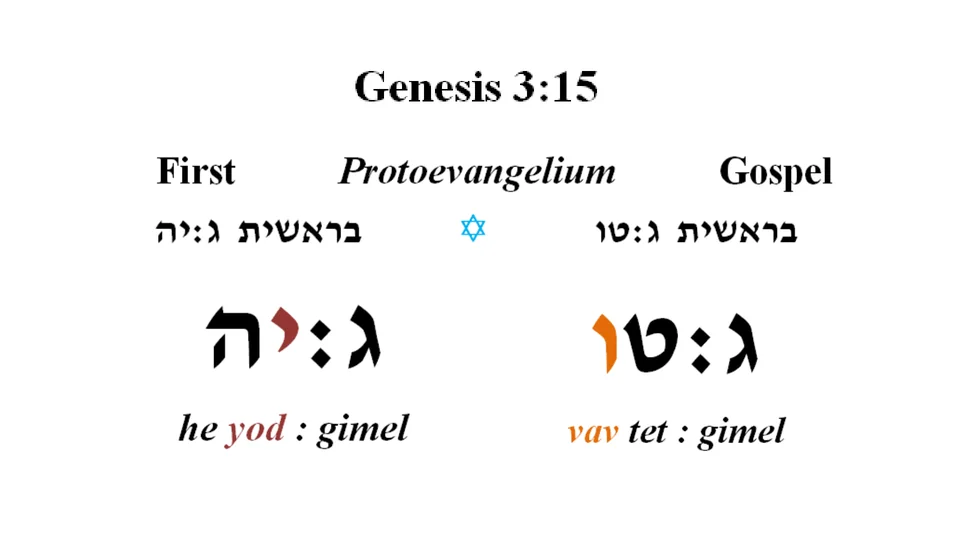 Genesis 3:15
First Protoevangelium Gospel
בראשית ג:יה ✡ בראשית ג:טו
ג:יה ג:טו
he yod : gimel vav tet : gimel